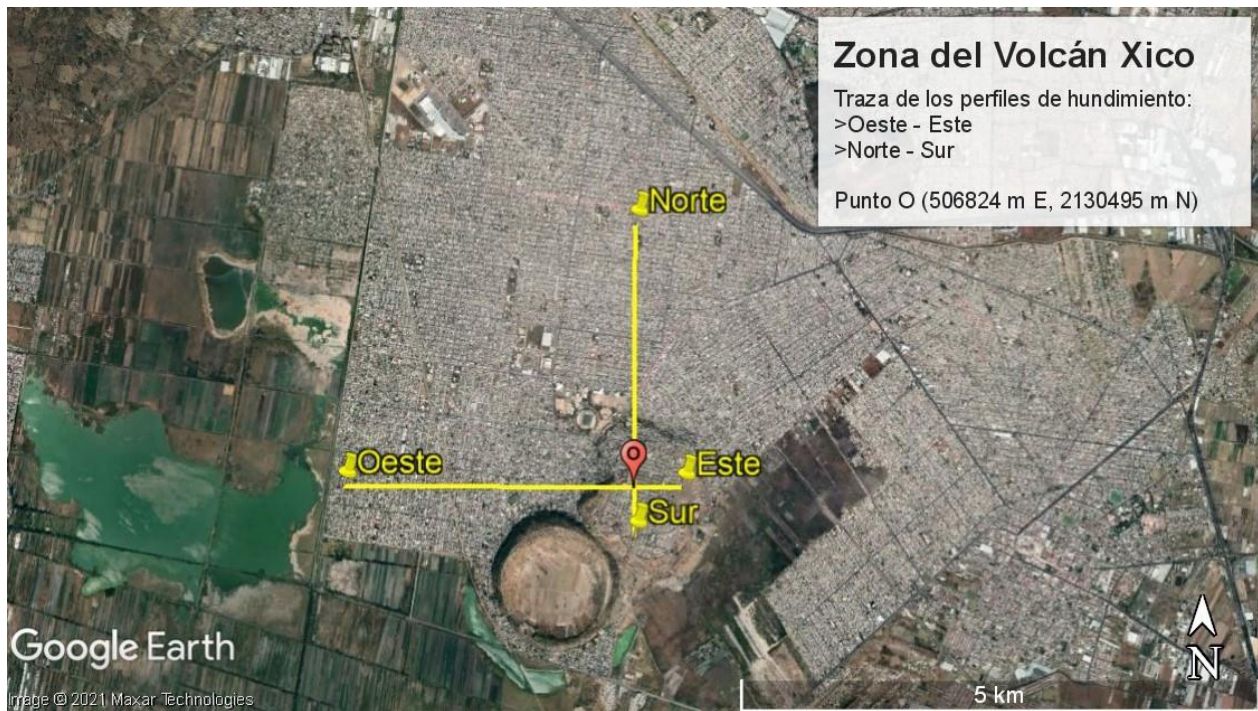 Zona del Volcán Xico
Traza de los perfiles de hundimiento:
>Oeste - Este
>Norte - Sur
Punto O (506824 m E, 2130495 m N)
Norte
Oeste
O
Este
Sur
Google Earth
Image © 2021 Maxar Technologies
5 km
N